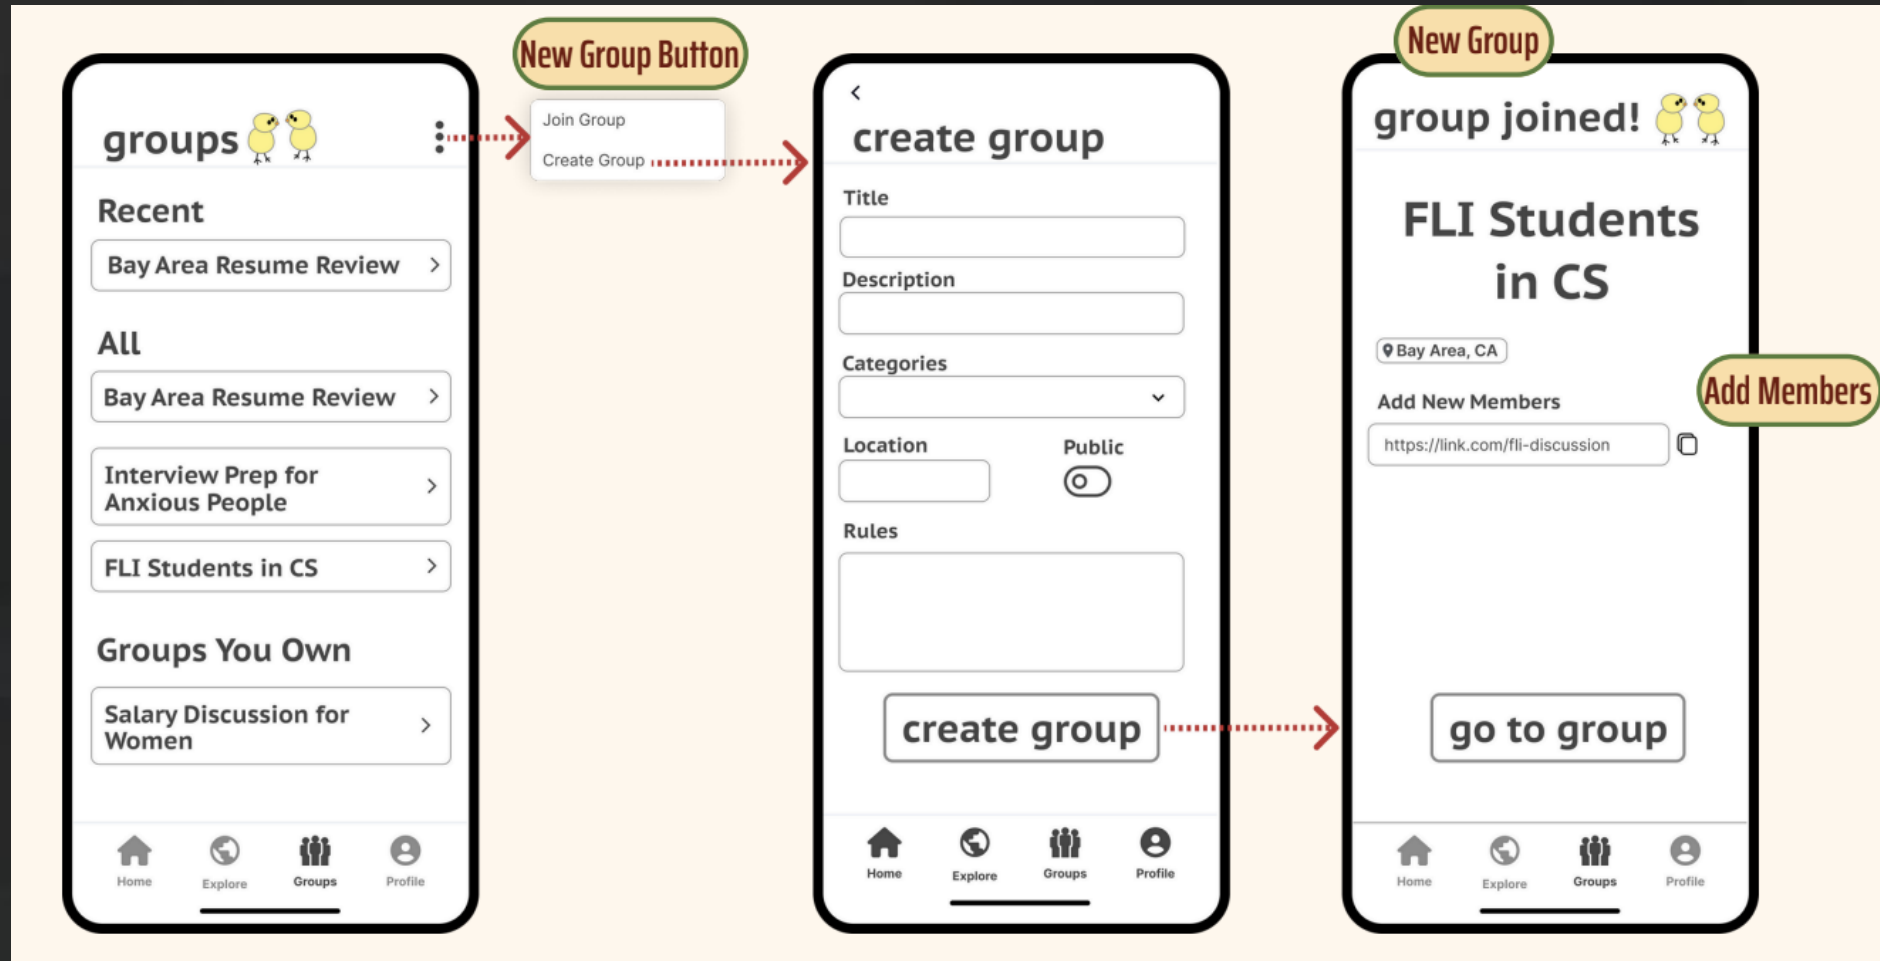 New Group Button
New Group
groups
Recent
Bay Area Resume Review
All
Bay Area Resume Review
Interview Prep for
Anxious People
FLI Students in CS
Groups You Own
Salary Discussion for
Women
Home
Explore
Groups
Profile
Join Group
Create Group
create group
Title
Description
Categories
Location
Public
Rules
create group
Home
Explore
Groups
Profile
group joined!
FLI Students
in CS
Bay Area, CA
Add Members
Add New Members
https://link.com/fli-discussion
go to group
Home
Explore
Groups
Profile